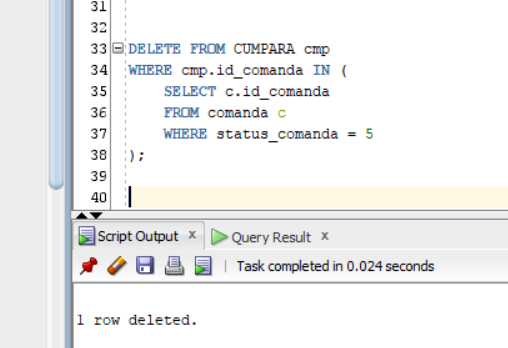 31
32
33 DELETE FROM CUMPARA cmp
34 WHERE cmp.id_comanda IN (
35 SELECT c.id_comanda
36 FROM comanda c
37 WHERE status_comanda = 5
38 );
39
40
Script Output x Query Result x
Task completed in 0.024 seconds
1 row deleted.